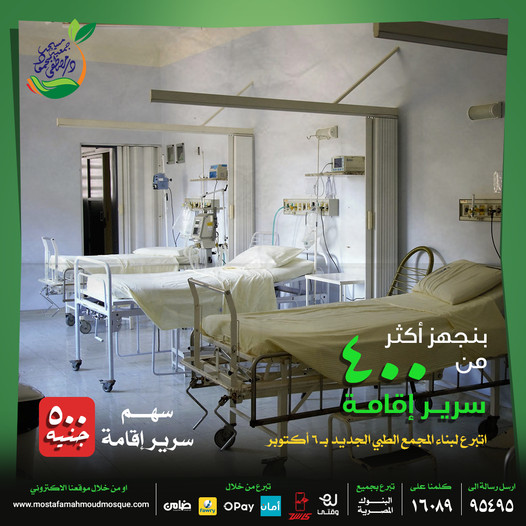 بنجهز أكثر
من ٤٠٠
سرير إقامة
اتبرع لبناء المجمع الطبي الجديد بـ ٦ أكتوبر
سهم
سرير إقامة
٥٠٠
جنيه
ارسل رسالة الى
٩٥٤٩٥
كلمنا على
١٦٠٨٩
تبرع بجميع
البنوك
المصرية
تبرع من خلال
وقتي
أمان
OPay
fawry
ضامن
او من خلال موقعنا الالكتروني
www.mostafamahmoudmosque.com